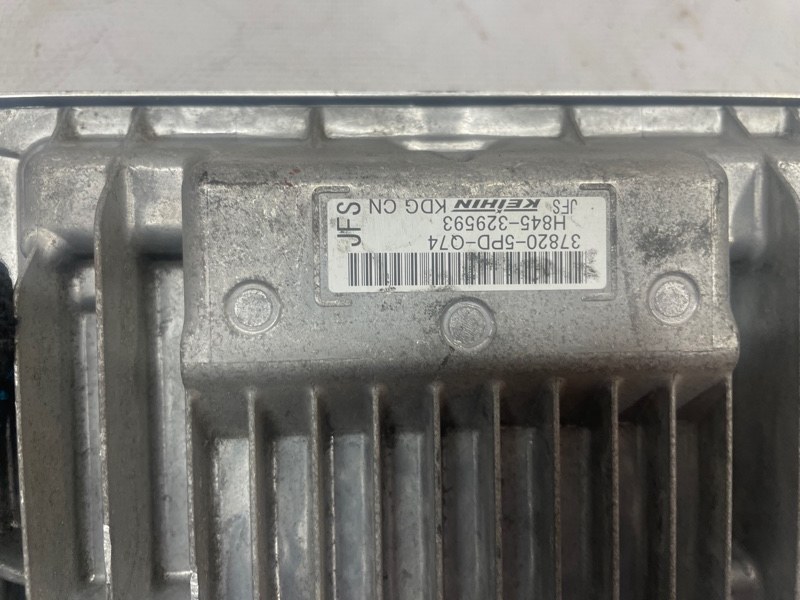 37820-5PD-Q74
H845-329593
JFS KEIHIN KDG CN
JFS